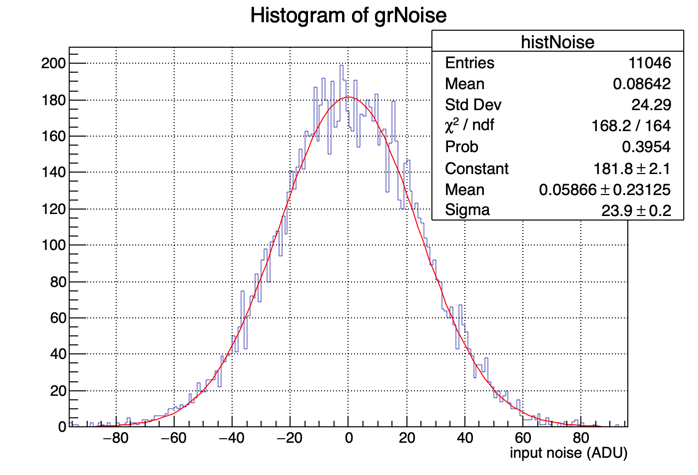 Histogram of grNoise
histNoise
Entries 11046
Mean 0.08642
Std Dev 24.29
χ² / ndf 168.2 / 164
Prob 0.3954
Constant 181.8 ± 2.1
Mean 0.05866 ± 0.23125
Sigma 23.9 ± 0.2
200
180
160
140
120
100
80
60
40
20
0
−80 −60 −40 −20 0 20 40 60 80
input noise (ADU)